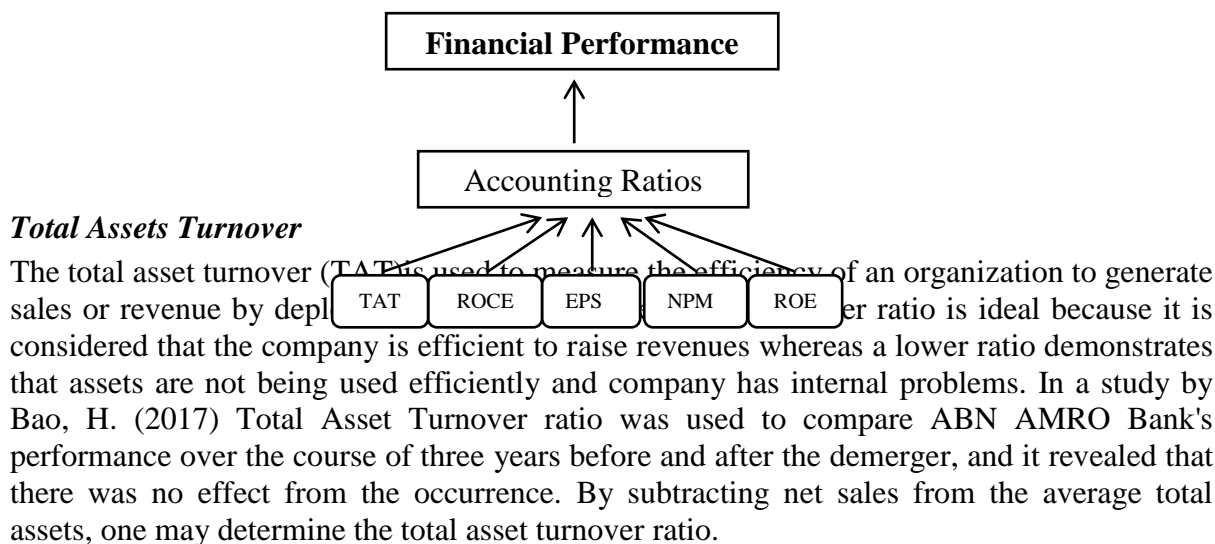 Financial Performance
Accounting Ratios
Total Assets Turnover
The total asset turnover (TAT)is used to measure the efficiency of an organization to generate
TAT ROCE EPS NPM ROE
sales or revenue by depl er ratio is ideal because it is
considered that the company is efficient to raise revenues whereas a lower ratio demonstrates
that assets are not being used efficiently and company has internal problems. In a study by
Bao, H. (2017) Total Asset Turnover ratio was used to compare ABN AMRO Bank's
performance over the course of three years before and after the demerger, and it revealed that
there was no effect from the occurrence. By subtracting net sales from the average total
assets, one may determine the total asset turnover ratio.